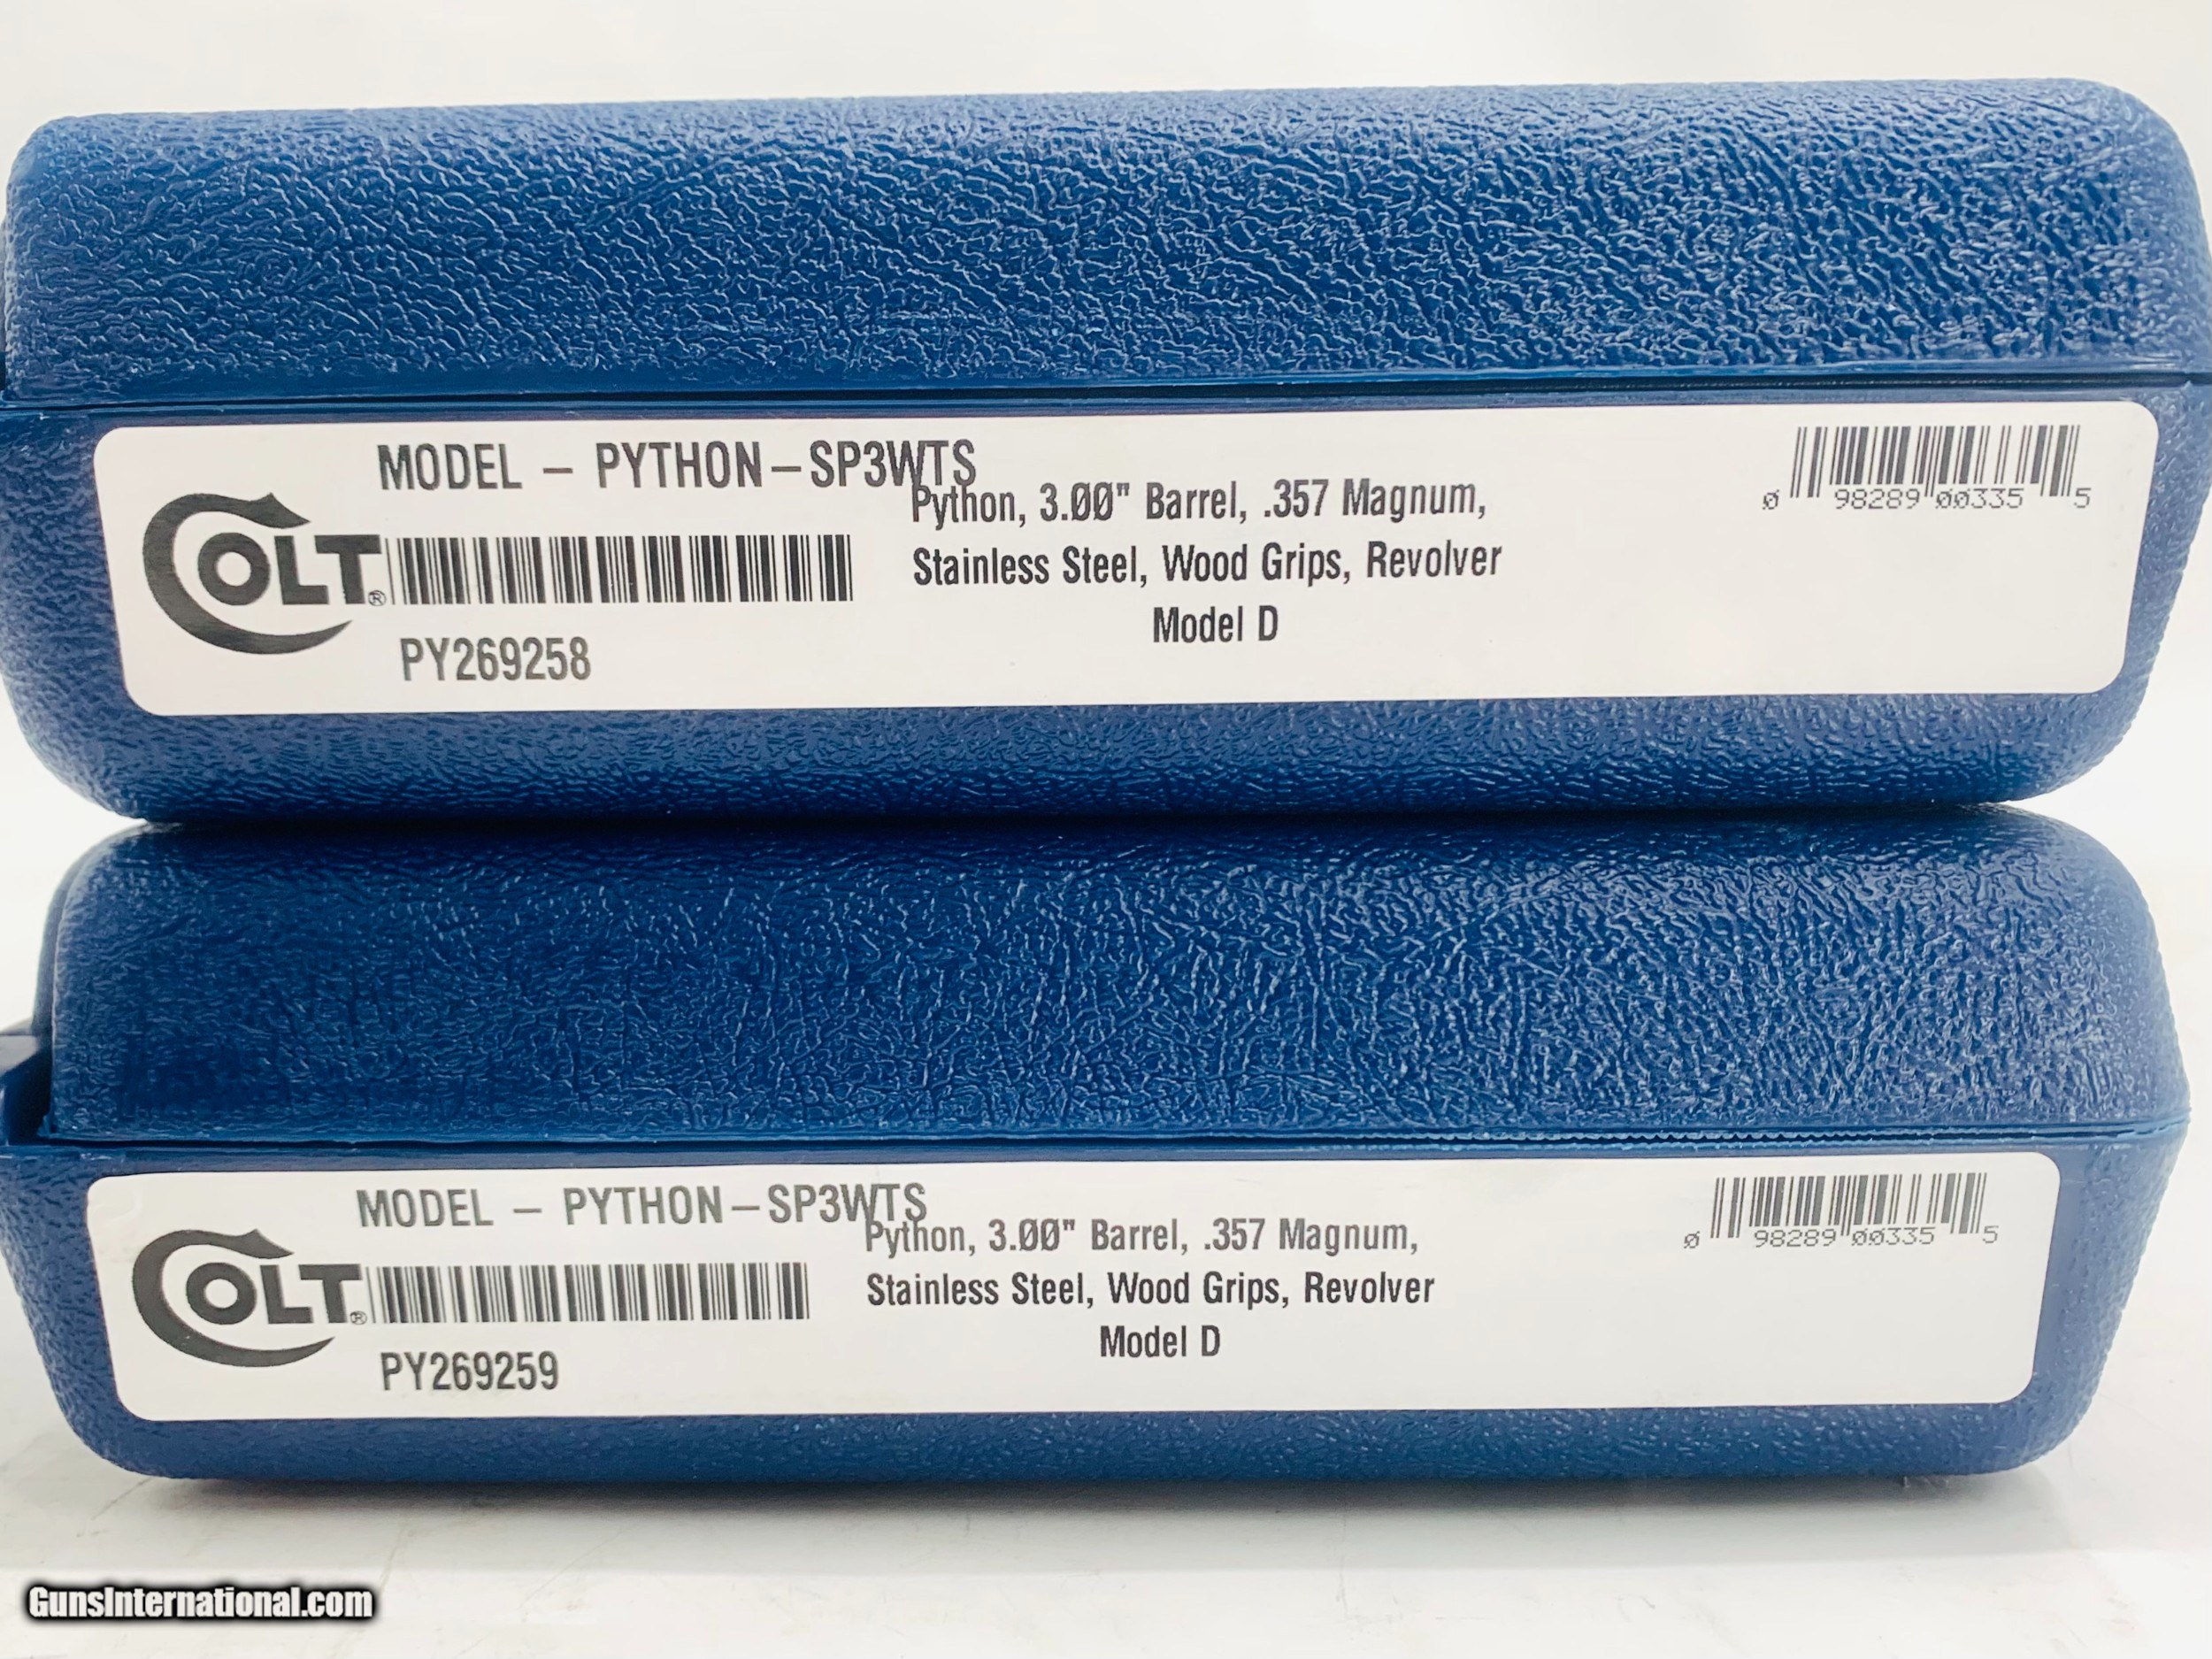 MODEL – PYTHON–SP3WTS
Python, 3.00" Barrel, .357 Magnum,
Stainless Steel, Wood Grips, Revolver
Model D
COLT®
PY269258
0 98289 00335 5
MODEL – PYTHON–SP3WTS
Python, 3.00" Barrel, .357 Magnum,
Stainless Steel, Wood Grips, Revolver
Model D
COLT®
PY269259
0 98289 00335 5
GunsInternational.com